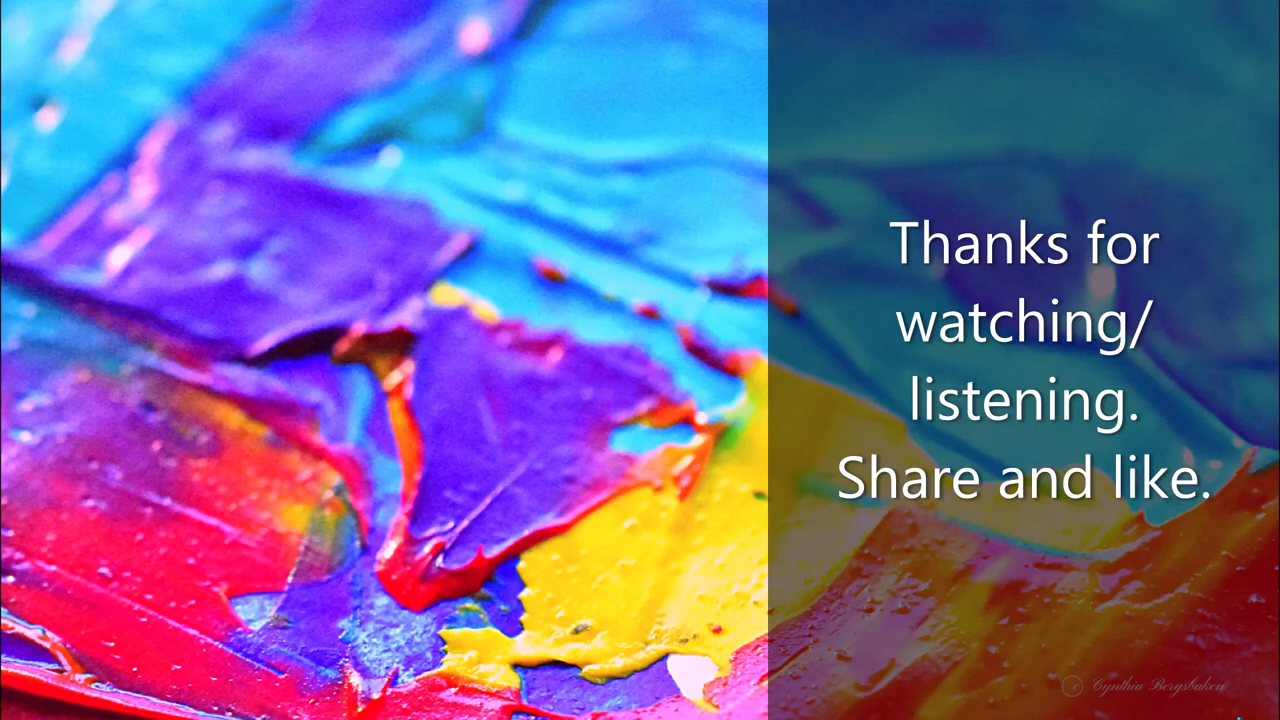 Thanks for
watching/
listening.
Share and like.
© Cynthia Bergsbaken